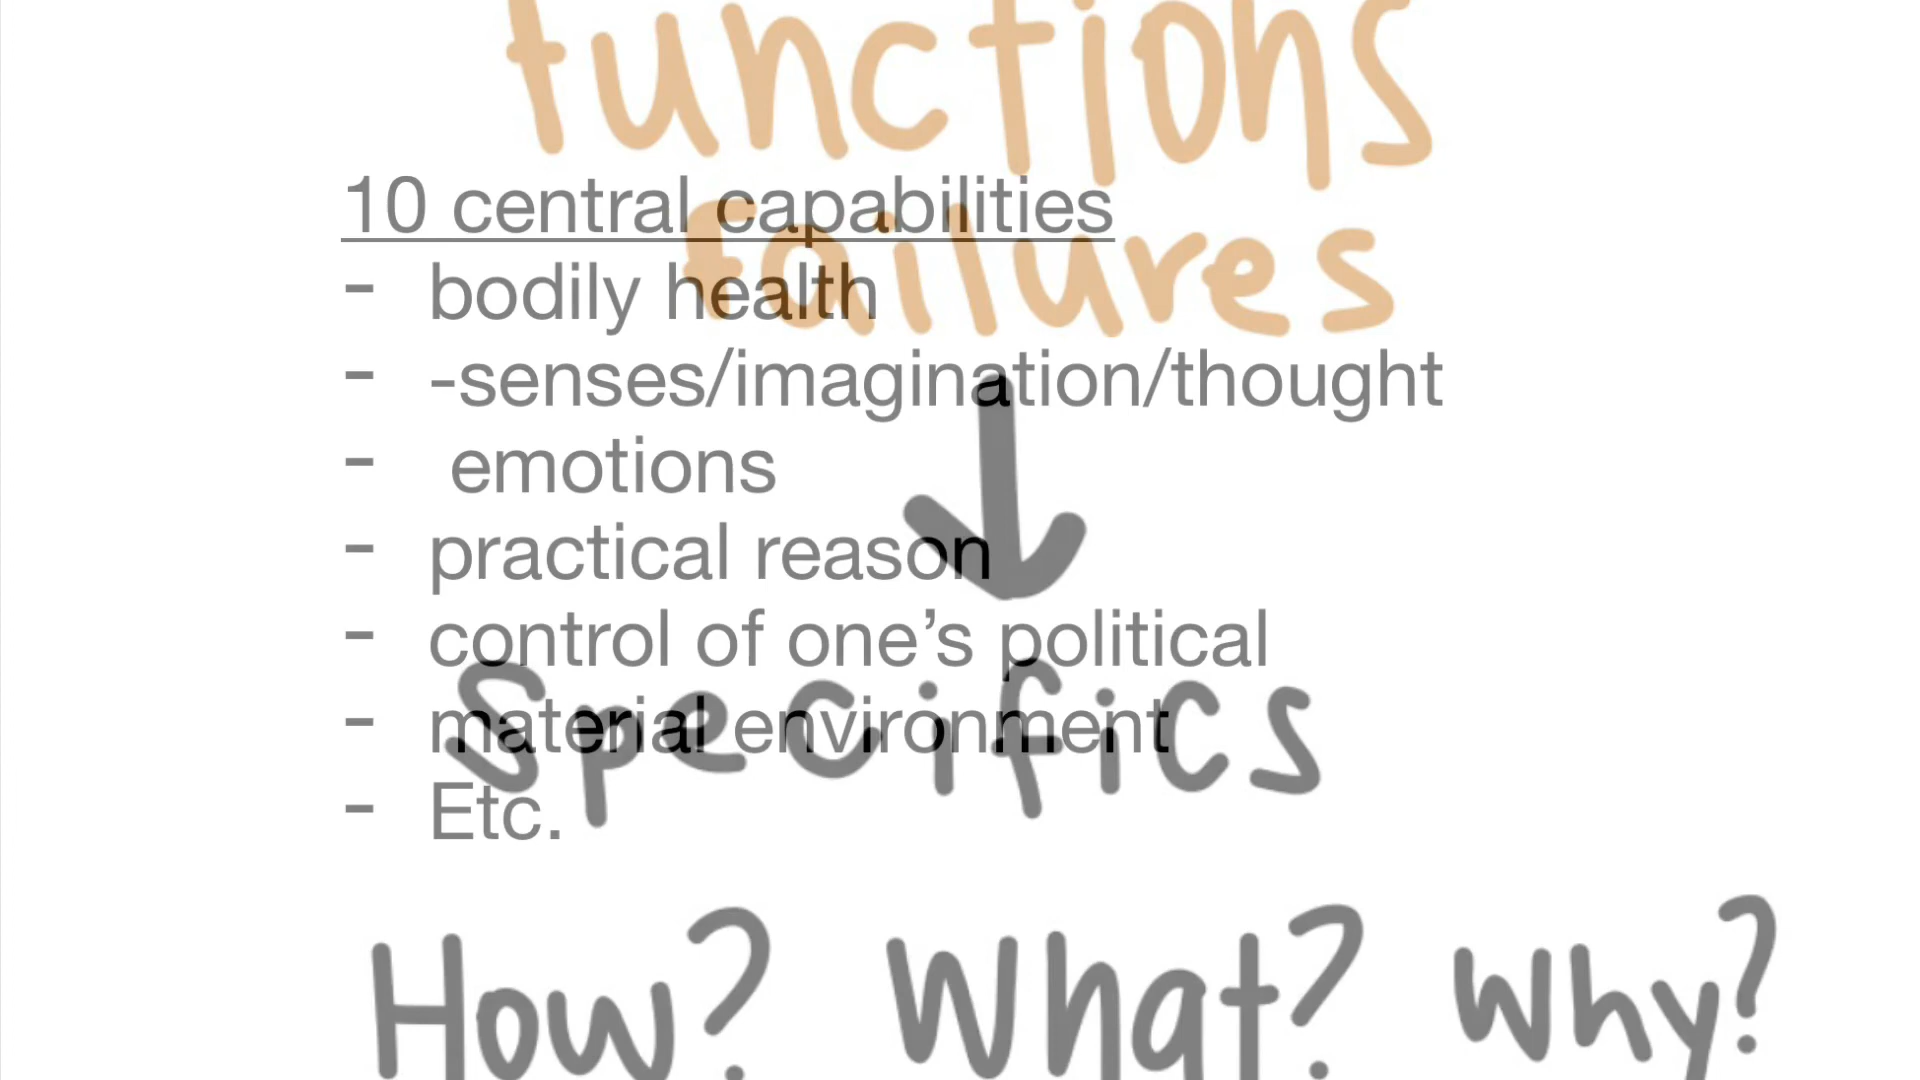 functions
failures
10 central capabilities
- bodily health
- -senses/imagination/thought
- emotions
- practical reason
- control of one’s political
- material environment
- Etc.
Specifics
How? What? Why?